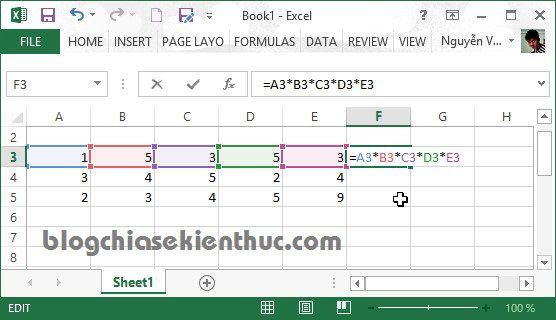 Book1 - Excel
FILE HOME INSERT PAGE LAYO FORMULAS DATA REVIEW VIEW Nguyễn V...
F3 =A3*B3*C3*D3*E3
A B C D E F G H
2
3 1 5 3 5 3 =A3*B3*C3*D3*E3
4 3 4 5 2 4
5 2 3 4 5 9
6
7
8
blogchiasekienthuc.com
Sheet1
EDIT 100 %